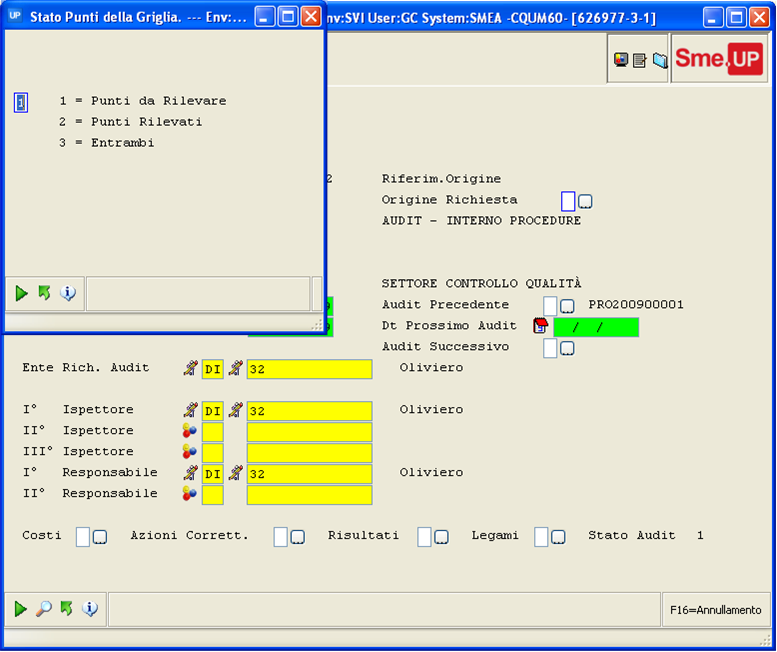 UP Stato Punti della Griglia. --- Env:...
nv:SVI User:GC System:SMEA -CQUM60- [626977-3-1]
Sme.UP
1
1 = Punti da Rilevare
2 = Punti Rilevati
3 = Entrambi
2 Riferim.Origine
Origine Richiesta
AUDIT - INTERNO PROCEDURE
SETTORE CONTROLLO QUALITÀ
Audit Precedente PRO200900001
Dt Prossimo Audit / /
Audit Successivo
Ente Rich. Audit DI 32 Oliviero
I° Ispettore DI 32 Oliviero
II° Ispettore
III° Ispettore
I° Responsabile DI 32 Oliviero
II° Responsabile
Costi Azioni Corrett. Risultati Legami Stato Audit 1
F16=Annullamento